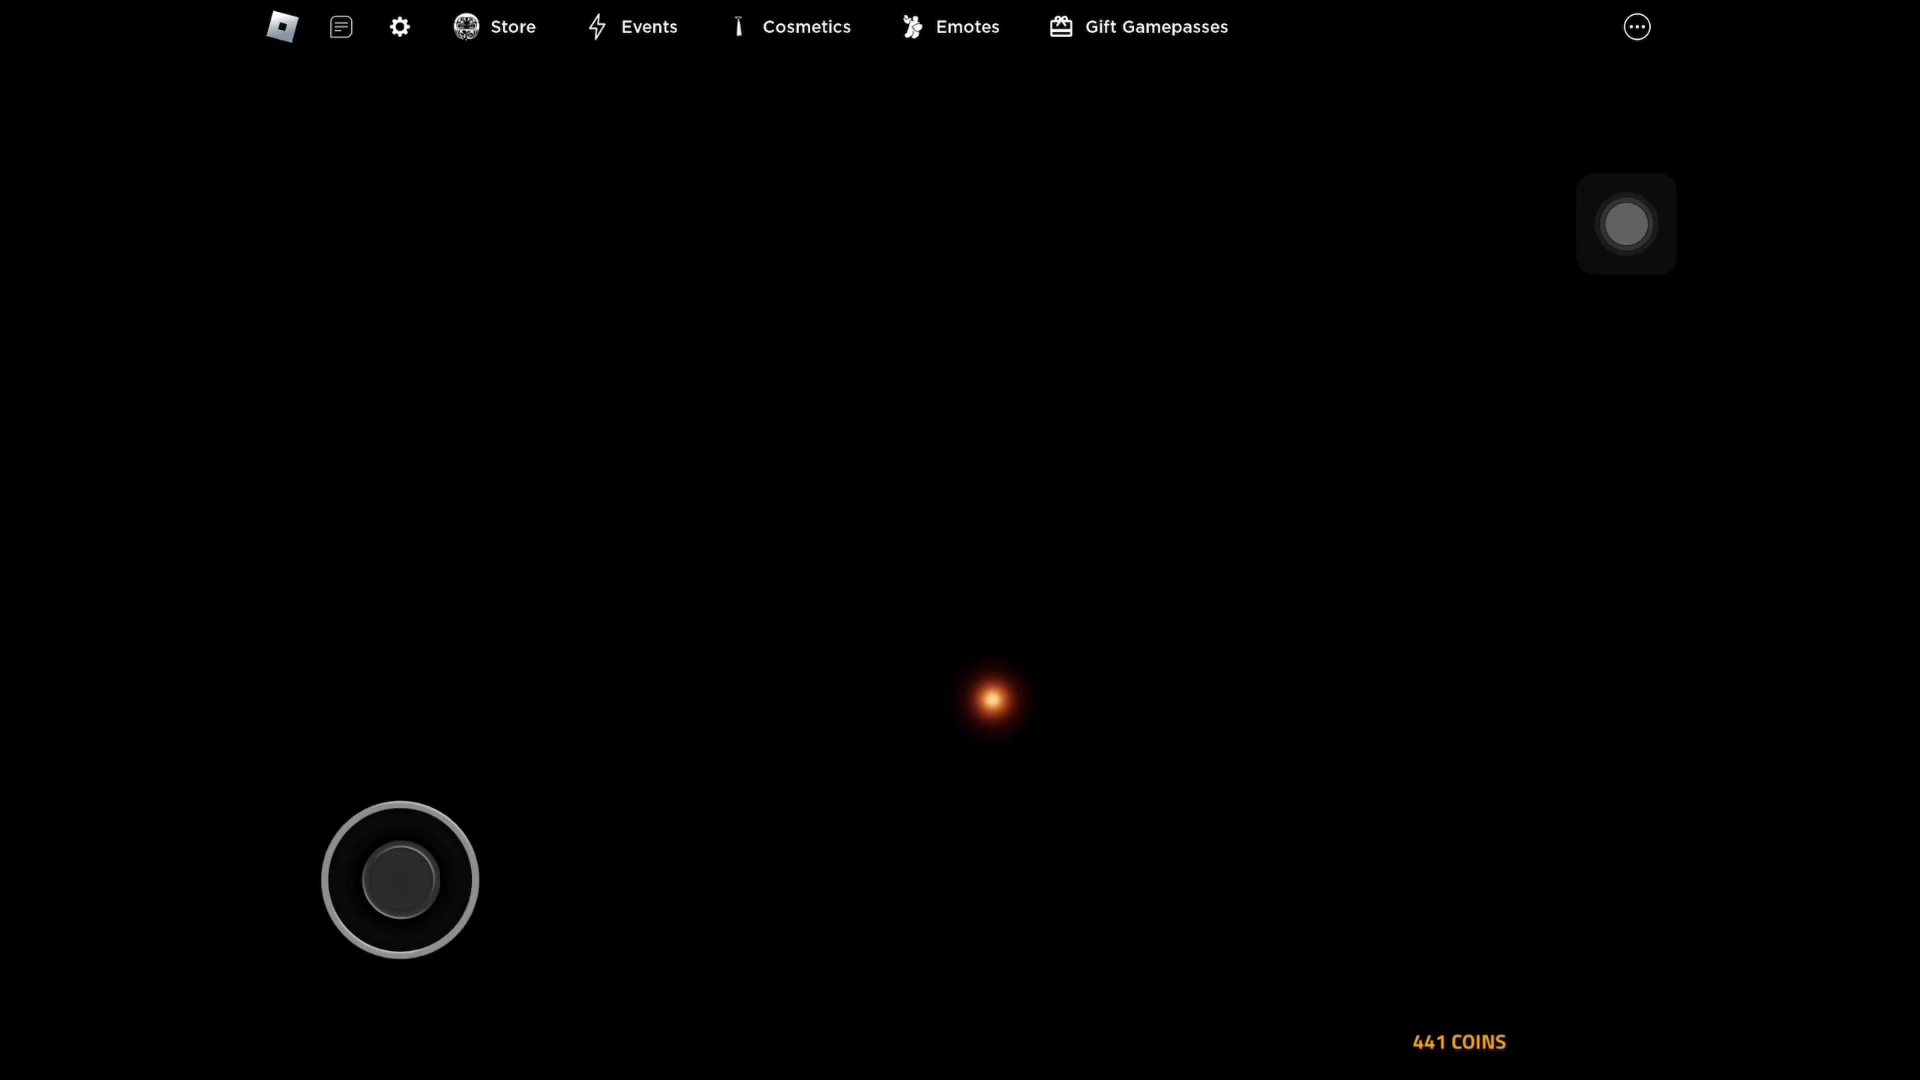 Store
Events
Cosmetics
Emotes
Gift Gamepasses
441 COINS